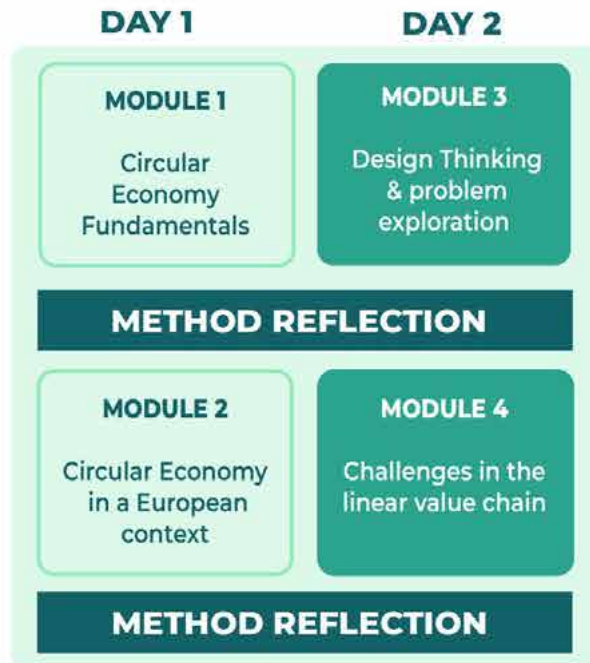 DAY 1
DAY 2
MODULE 1
Circular
Economy
Fundamentals
MODULE 3
Design Thinking
& problem
exploration
METHOD REFLECTION
MODULE 2
Circular Economy
in a European
context
MODULE 4
Challenges in the
linear value chain
METHOD REFLECTION